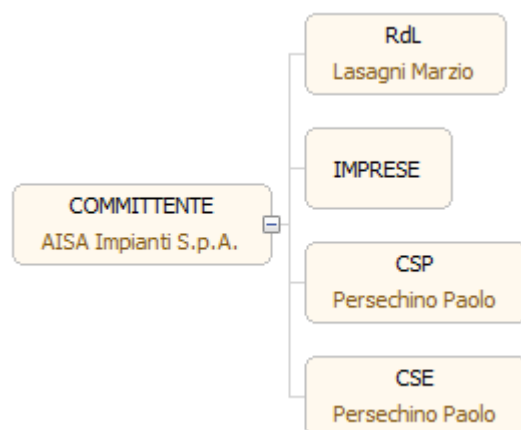 RdL
Lasagni Marzio
IMPRESE
COMMITTENTE
AISA Impianti S.p.A.
CSP
Persechino Paolo
CSE
Persechino Paolo